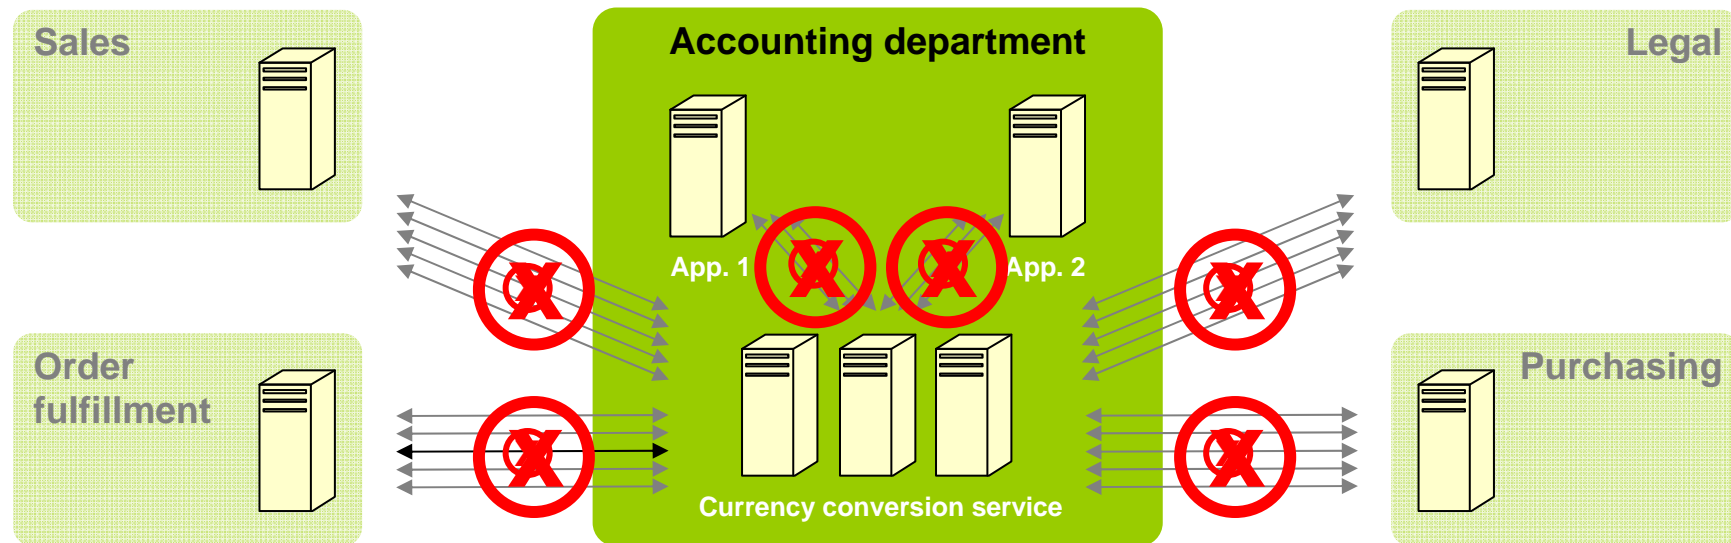 Sales
Accounting department
Legal
App. 1
App. 2
X
X
X
X
Order
fulfillment
Purchasing
X
X
Currency conversion service